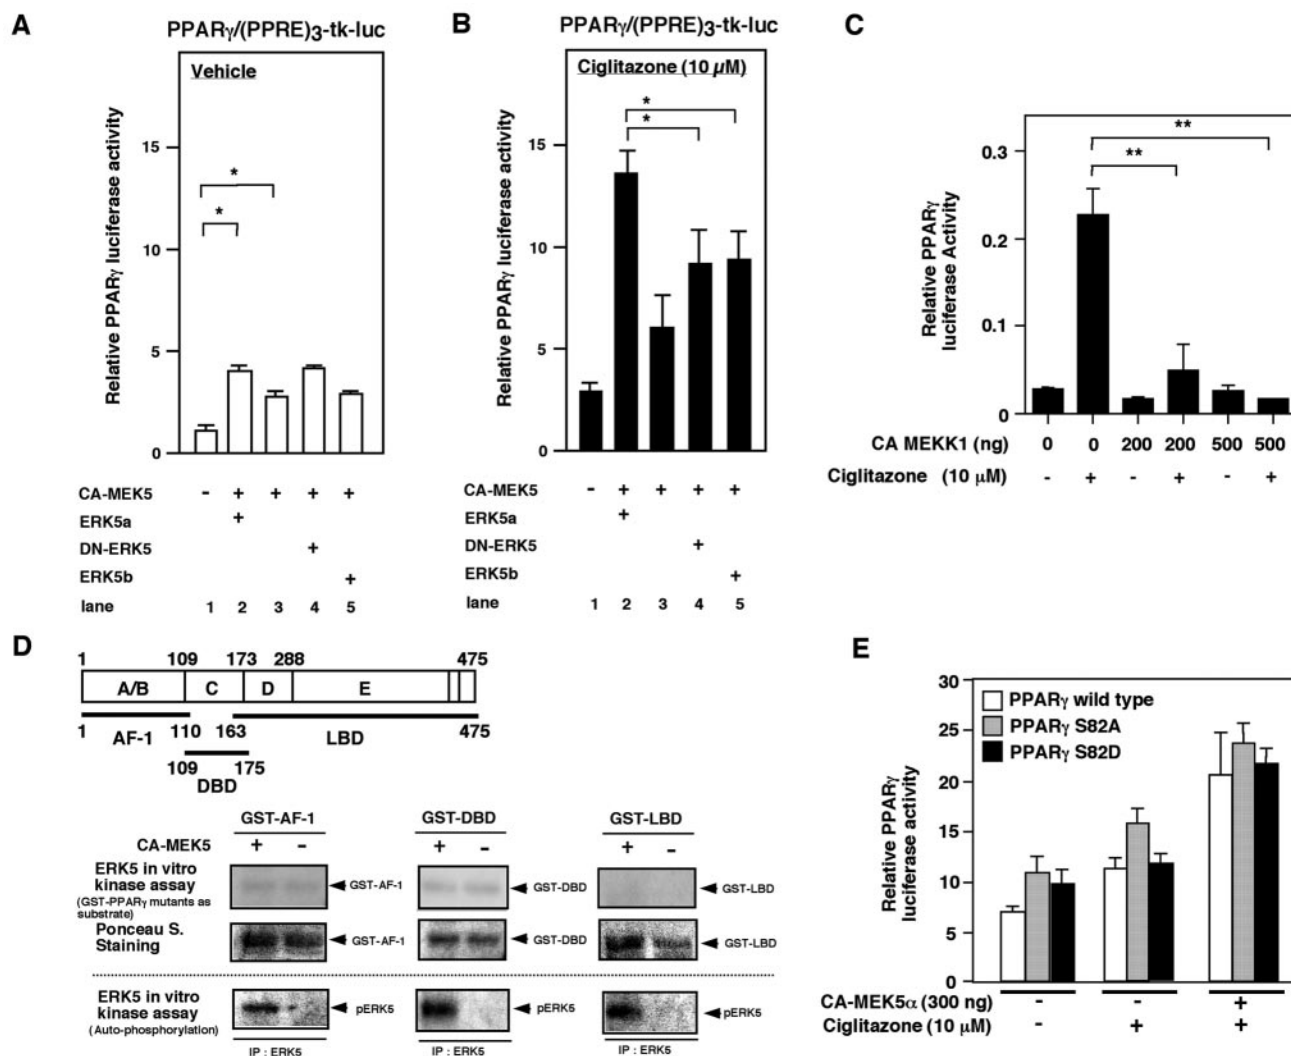 A
PPARγ/(PPRE)3-tk-luc
Vehicle
Relative PPARγ luciferase activity
15
10
5
0
*
*
CA-MEK5 - + + + +
ERK5a +
DN-ERK5 +
ERK5b +
lane 1 2 3 4 5
B
PPARγ/(PPRE)3-tk-luc
Ciglitazone (10 µM)
Relative PPARγ luciferase activity
15
10
5
0
*
*
CA-MEK5 - + + + +
ERK5a +
DN-ERK5 +
ERK5b +
lane 1 2 3 4 5
C
Relative PPARγ
luciferase Activity
0.3
0.2
0.1
0
**
**
CA MEKK1 (ng) 0 0 200 200 500 500
Ciglitazone (10 µM) - + - + - +
D
1 109 173 288 475
A/B C D E
1 110 163 475
AF-1 LBD
109 175
DBD
GST-AF-1 GST-DBD GST-LBD
CA-MEK5 + - + - + -
ERK5 in vitro
kinase assay
(GST-PPARγ mutants as
substrate)
GST-AF-1 GST-DBD GST-LBD
Ponceau S.
Staining
GST-AF-1 GST-DBD GST-LBD
ERK5 in vitro
kinase assay
(Auto-phosphorylation)
pERK5 pERK5 pERK5
IP : ERK5 IP : ERK5 IP : ERK5
E
Relative PPARγ
luciferase activity
30
25
20
15
10
5
0
PPARγ wild type
PPARγ S82A
PPARγ S82D
CA-MEK5α (300 ng) - - +
Ciglitazone (10 µM) - + +